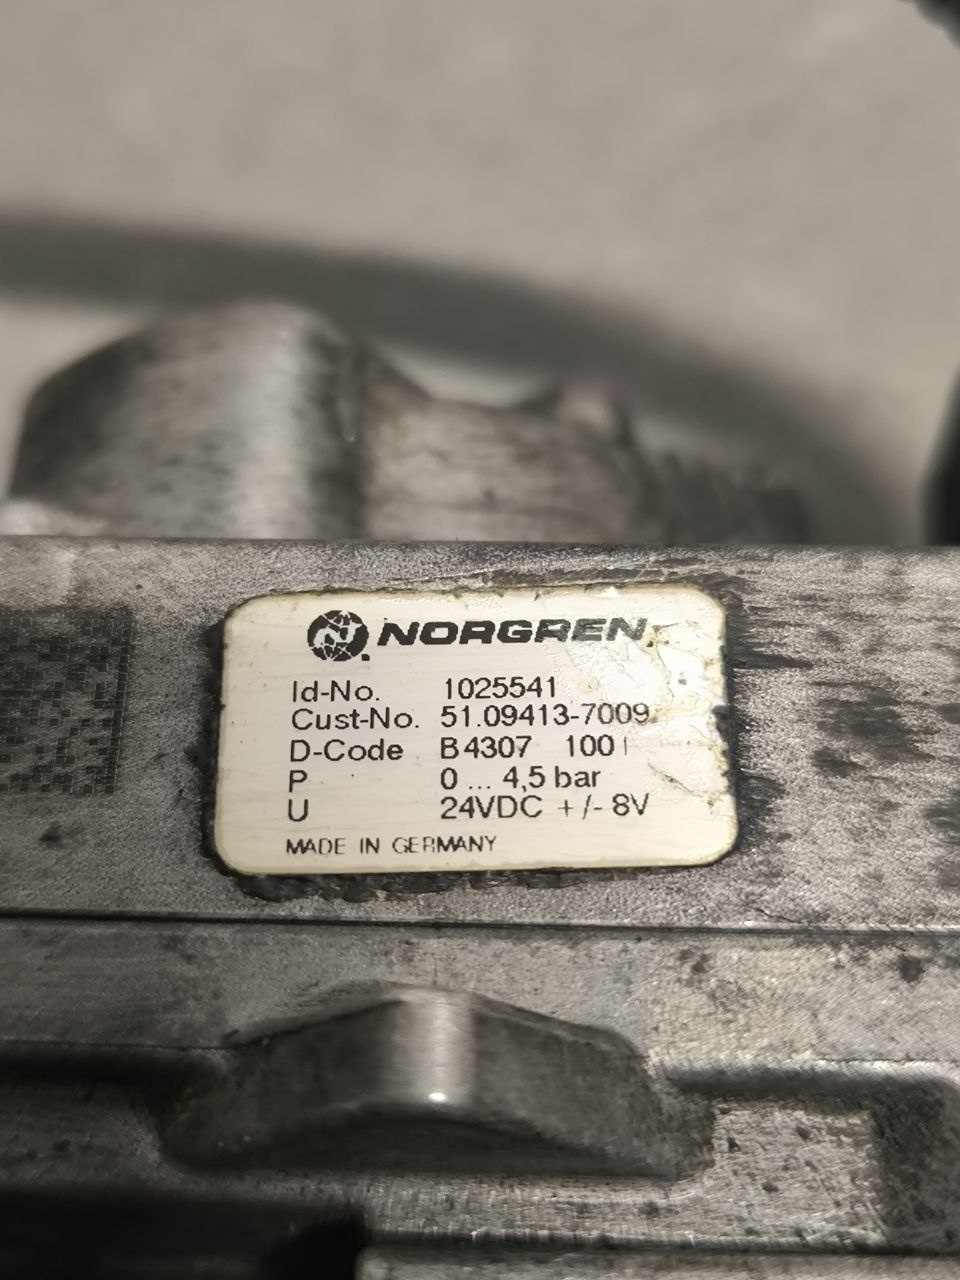 NORGREN
Id-No. 1025541
Cust-No. 51.09413-7009
D-Code B4307 1001
P 0 ... 4,5 bar
U 24VDC +/- 8V
MADE IN GERMANY